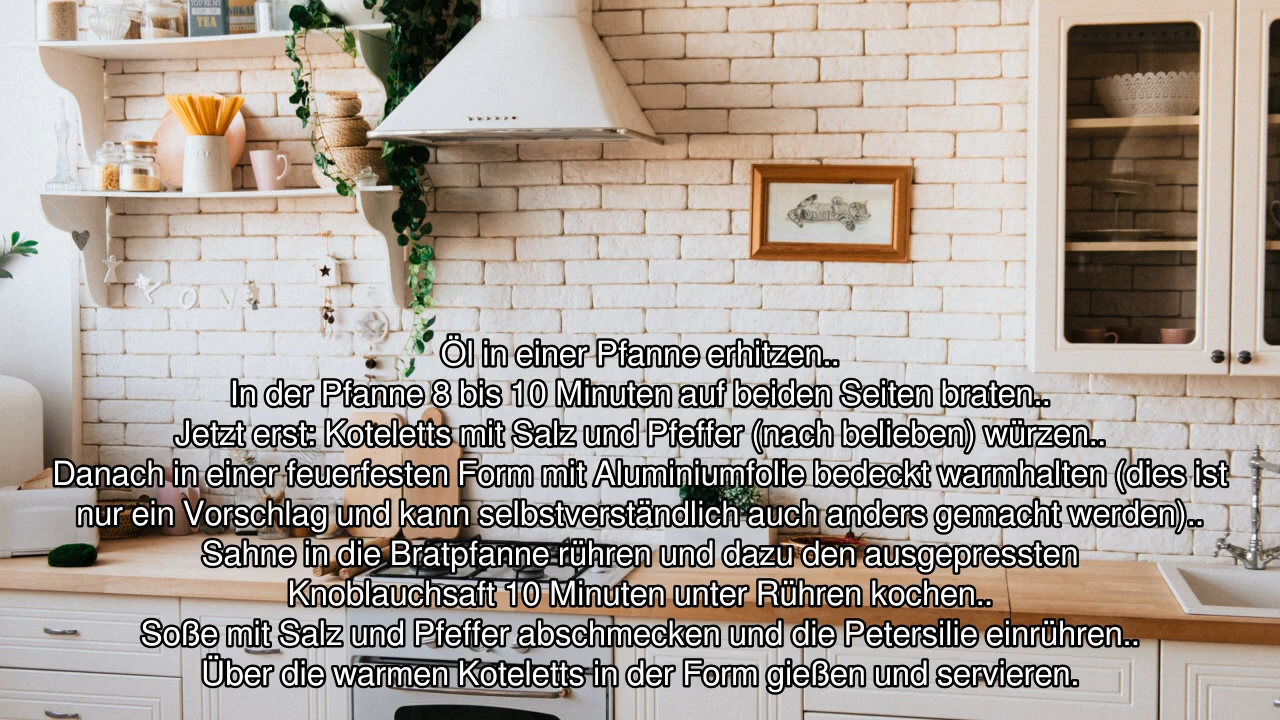 TEA
SUGAR
Öl in einer Pfanne erhitzen..
In der Pfanne 8 bis 10 Minuten auf beiden Seiten braten..
Jetzt erst: Koteletts mit Salz und Pfeffer (nach belieben) würzen..
Danach in einer feuerfesten Form mit Aluminiumfolie bedeckt warmhalten (dies ist
nur ein Vorschlag und kann selbstverständlich auch anders gemacht werden)..
Sahne in die Bratpfanne rühren und dazu den ausgepressten
Knoblauchsaft 10 Minuten unter Rühren kochen..
Soße mit Salz und Pfeffer abschmecken und die Petersilie einrühren..
Über die warmen Koteletts in der Form gießen und servieren.